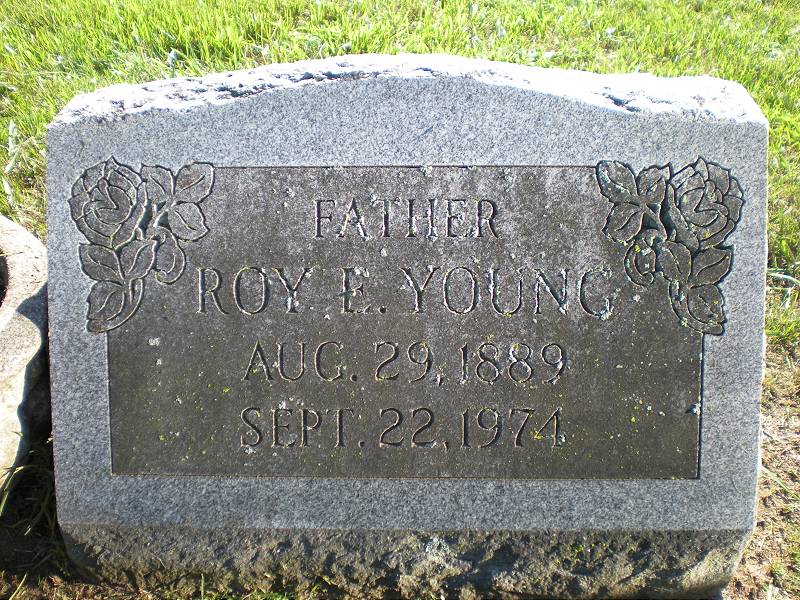 FATHER
ROY E. YOUNG
AUG. 29, 1889
SEPT. 22, 1974